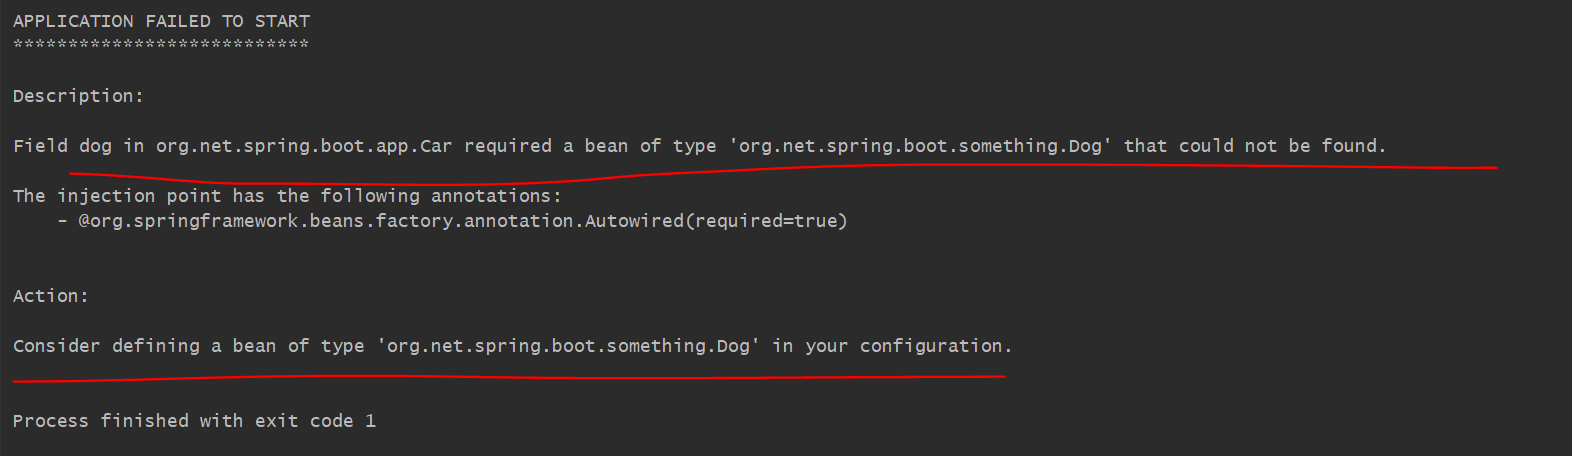 APPLICATION FAILED TO START
***************************
Description:
Field dog in org.net.spring.boot.app.Car required a bean of type 'org.net.spring.boot.something.Dog' that could not be found.
The injection point has the following annotations:
- @org.springframework.beans.factory.annotation.Autowired(required=true)
Action:
Consider defining a bean of type 'org.net.spring.boot.something.Dog' in your configuration.
Process finished with exit code 1